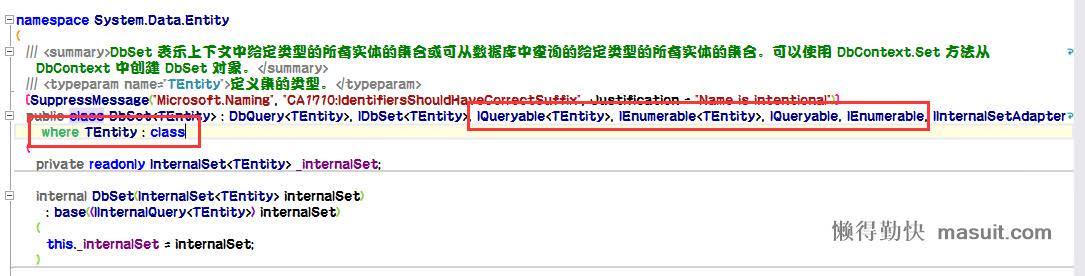 namespace System.Data.Entity
{
/// <summary>DbSet 表示上下文中给定类型的所有实体的集合或可从数据库中查询的给定类型的所有实体的集合。可以使用 DbContext.Set 方法从
DbContext 中创建 DbSet 对象。</summary>
/// <typeparam name="TEntity">定义集的类型。</typeparam>
[SuppressMessage("Microsoft.Naming", "CA1710:IdentifiersShouldHaveCorrectSuffix", Justification = "Name is intentional")]
public class DbSet<TEntity> : DbQuery<TEntity>, IDbSet<TEntity>, IQueryable<TEntity>, IEnumerable<TEntity>, IQueryable, IEnumerable, IInternalSetAdapter
where TEntity : class
{
private readonly InternalSet<TEntity> _internalSet;
internal DbSet(InternalSet<TEntity> internalSet)
: base((IInternalQuery<TEntity>) internalSet)
{
this._internalSet = internalSet;
}
懒得勤快 masuit.com